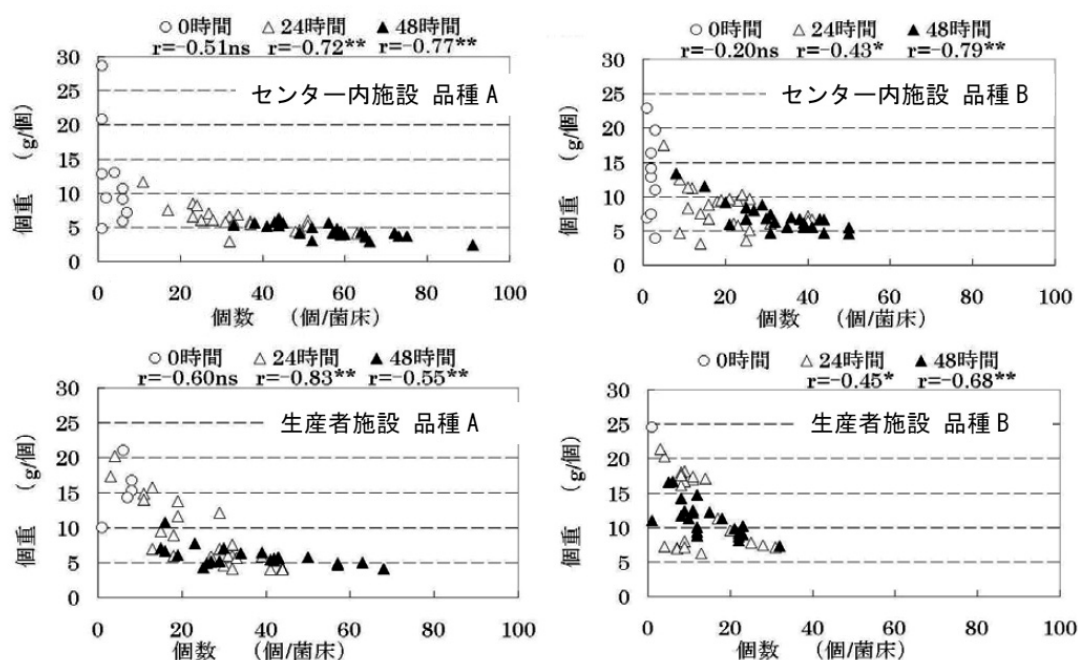 ○0時間 △24時間 ▲48時間
r=−0.51ns r=−0.72** r=−0.77**
センター内施設 品種A
30
25
20
15
10
5
0
個重 (g/個)
0 20 40 60 80 100
個数 (個/菌床)
○0時間 △24時間 ▲48時間
r=−0.20ns r=−0.43* r=−0.79**
センター内施設 品種B
30
25
20
15
10
5
0
個重 (g/個)
0 20 40 60 80 100
個数 (個/菌床)
○0時間 △24時間 ▲48時間
r=−0.60ns r=−0.83** r=−0.55**
生産者施設 品種A
30
25
20
15
10
5
0
個重 (g/個)
0 20 40 60 80 100
個数 (個/菌床)
○0時間 △24時間 ▲48時間
r=−0.45* r=−0.68**
生産者施設 品種B
30
25
20
15
10
5
0
個重 (g/個)
0 20 40 60 80 100
個数 (個/菌床)